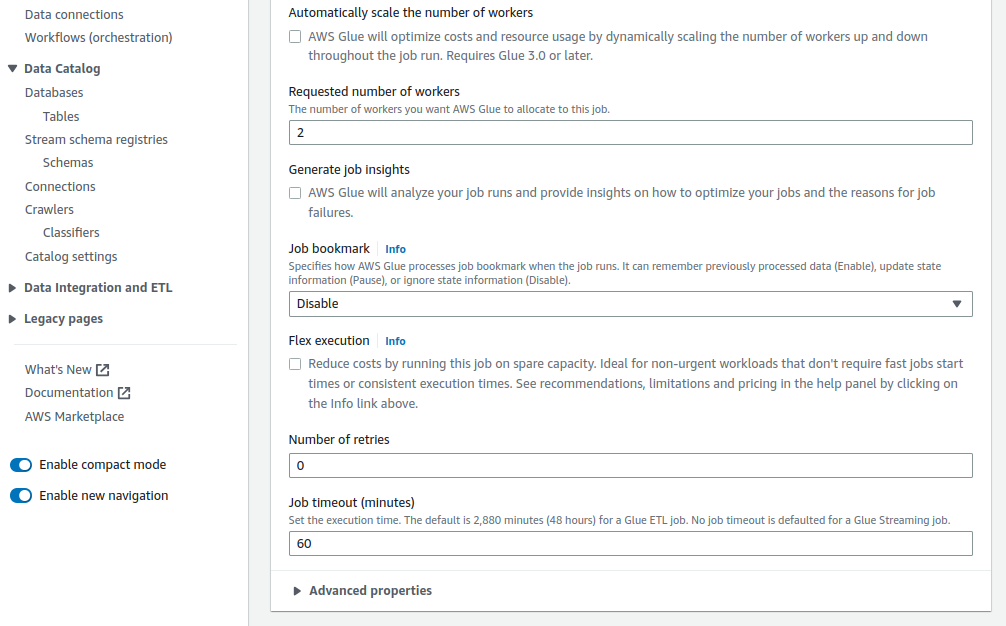 Data connections
Workflows (orchestration)
Data Catalog
Databases
Tables
Stream schema registries
Schemas
Connections
Crawlers
Classifiers
Catalog settings
Data Integration and ETL
Legacy pages
What's New
Documentation
AWS Marketplace
Enable compact mode
Enable new navigation
Automatically scale the number of workers
AWS Glue will optimize costs and resource usage by dynamically scaling the number of workers up and down
throughout the job run. Requires Glue 3.0 or later.
Requested number of workers
The number of workers you want AWS Glue to allocate to this job.
2
Generate job insights
AWS Glue will analyze your job runs and provide insights on how to optimize your jobs and the reasons for job
failures.
Job bookmark Info
Specifies how AWS Glue processes job bookmark when the job runs. It can remember previously processed data (Enable), update state
information (Pause), or ignore state information (Disable).
Disable
Flex execution Info
Reduce costs by running this job on spare capacity. Ideal for non-urgent workloads that don't require fast jobs start
times or consistent execution times. See recommendations, limitations and pricing in the help panel by clicking on
the Info link above.
Number of retries
0
Job timeout (minutes)
Set the execution time. The default is 2,880 minutes (48 hours) for a Glue ETL job. No job timeout is defaulted for a Glue Streaming job.
60
Advanced properties